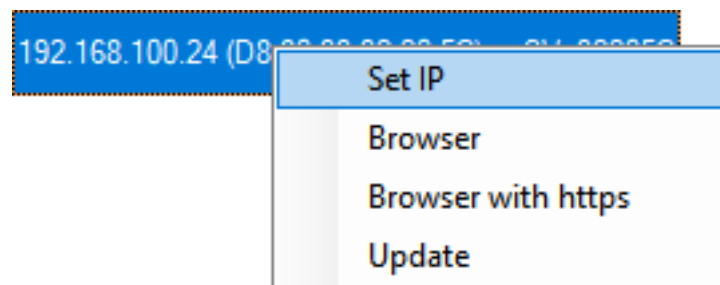 192.168.100.24 (D8
Set IP
Browser
Browser with https
Update